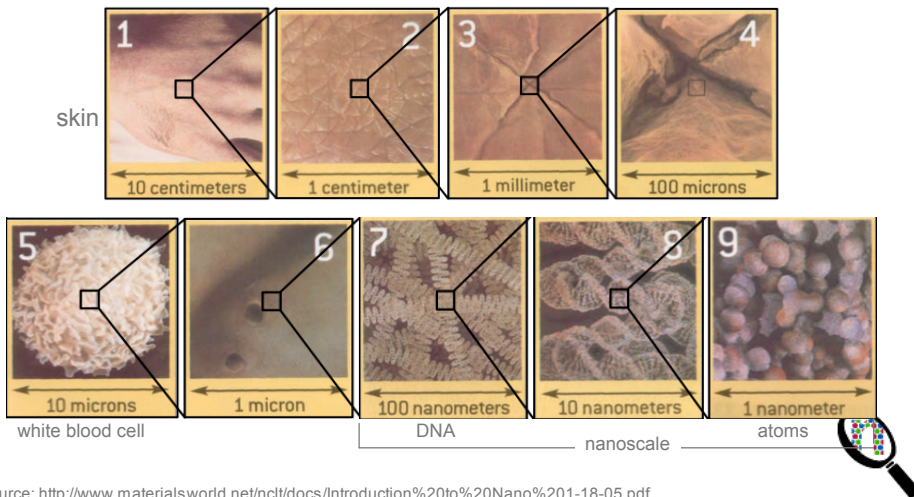 1
2
3
4
skin
10 centimeters
1 centimeter
1 millimeter
100 microns
5
6
7
8
9
10 microns
1 micron
100 nanometers
10 nanometers
1 nanometer
white blood cell
DNA
nanoscale
atoms
urce: http://www.materialsworld.net/nclt/docs/Introduction%20to%20Nano%201-18-05.pdf